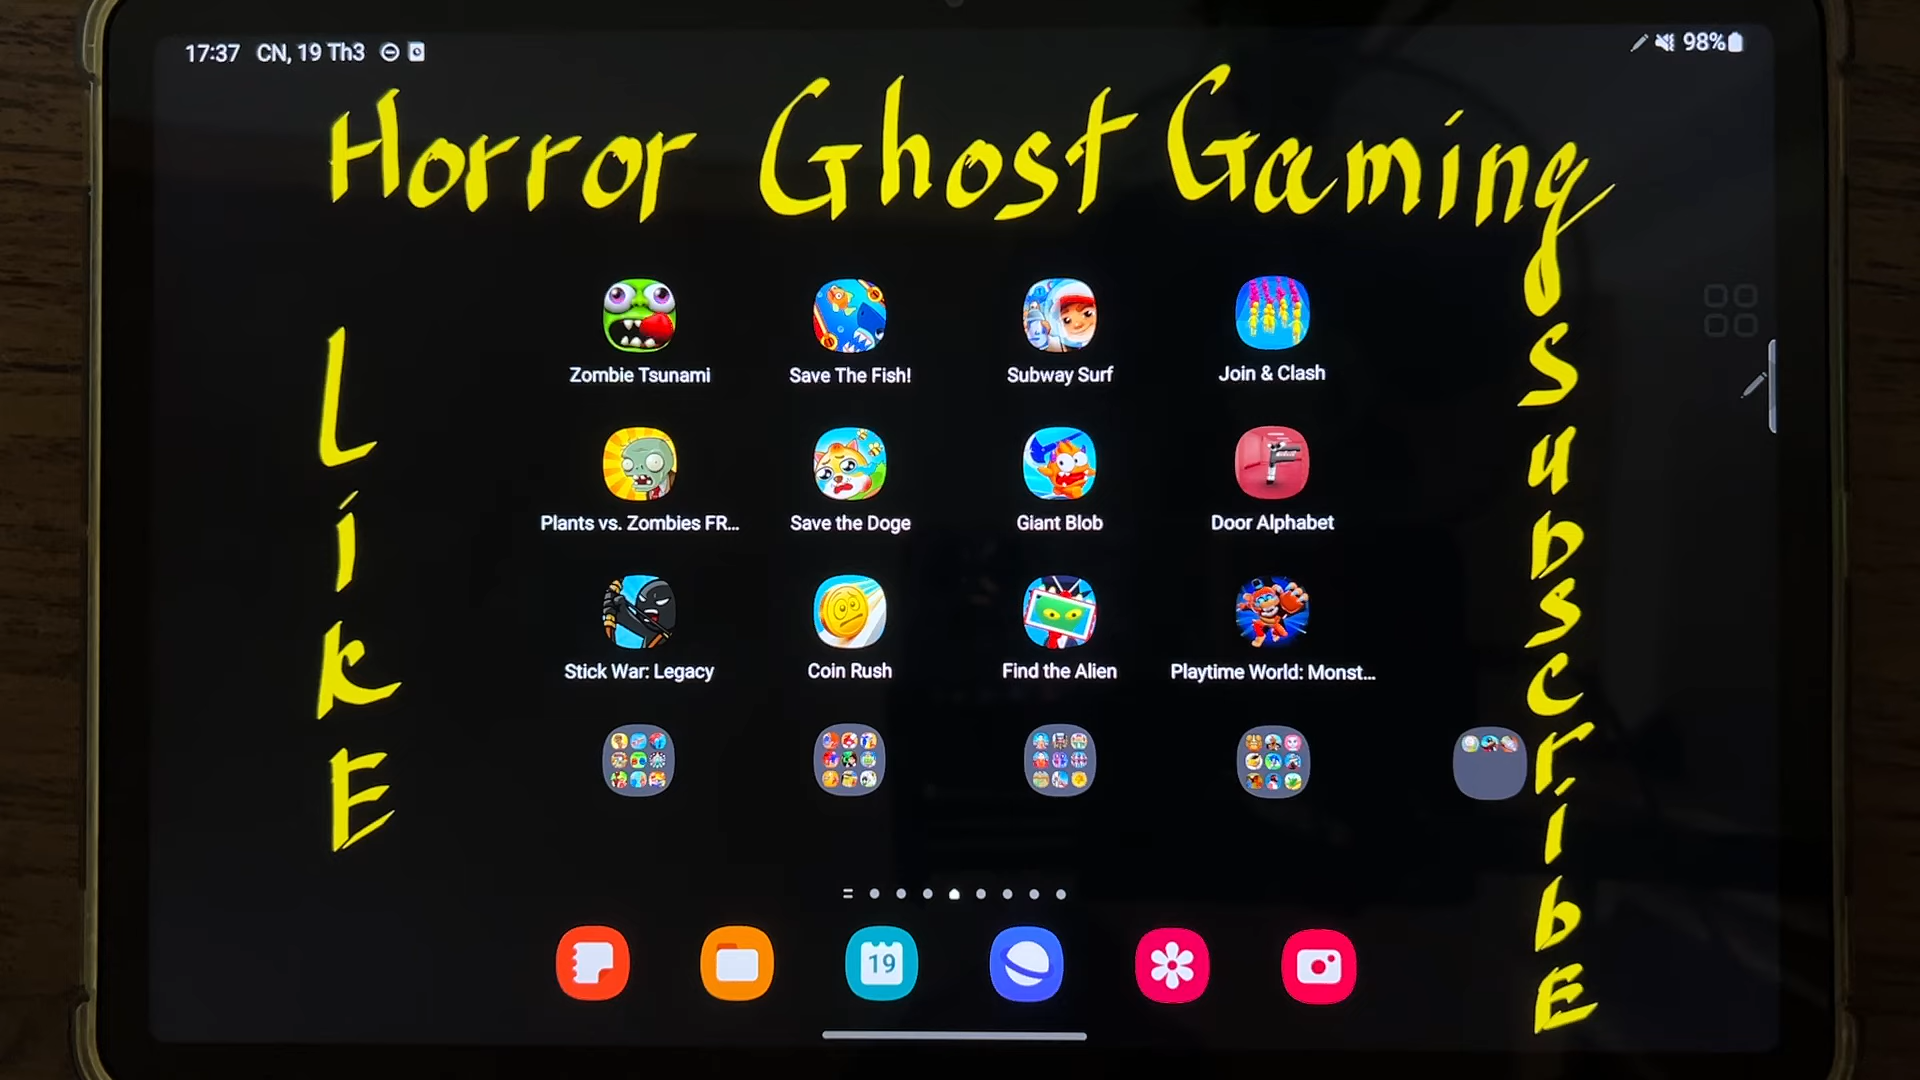 17:37 CN, 19 Th3
98%
Horror Ghost Gaming
LikE
SubscribE
Zombie Tsunami
Save The Fish!
Subway Surf
Join & Clash
Plants vs. Zombies FR...
Save the Doge
Giant Blob
Door Alphabet
Stick War: Legacy
Coin Rush
Find the Alien
Playtime World: Monst...
19